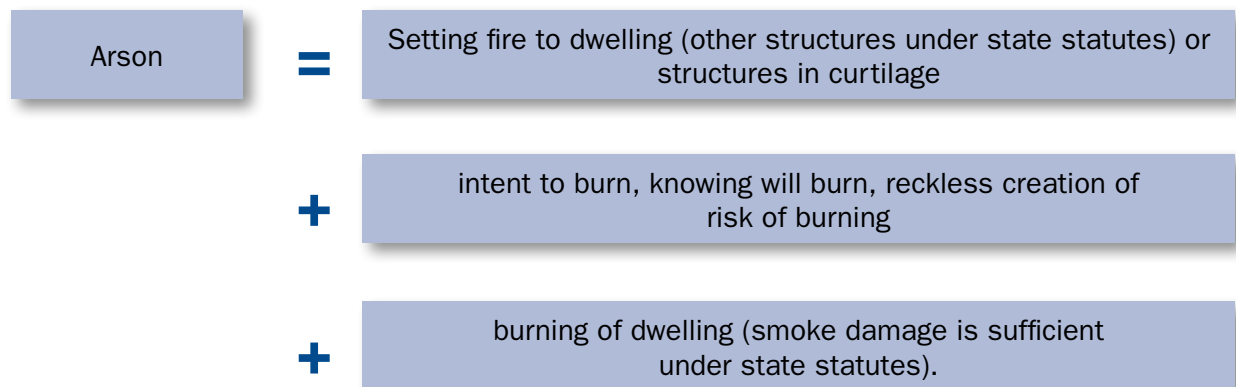 Arson
=
Setting fire to dwelling (other structures under state statutes) or
structures in curtilage
+
intent to burn, knowing will burn, reckless creation of
risk of burning
+
burning of dwelling (smoke damage is sufficient
under state statutes).